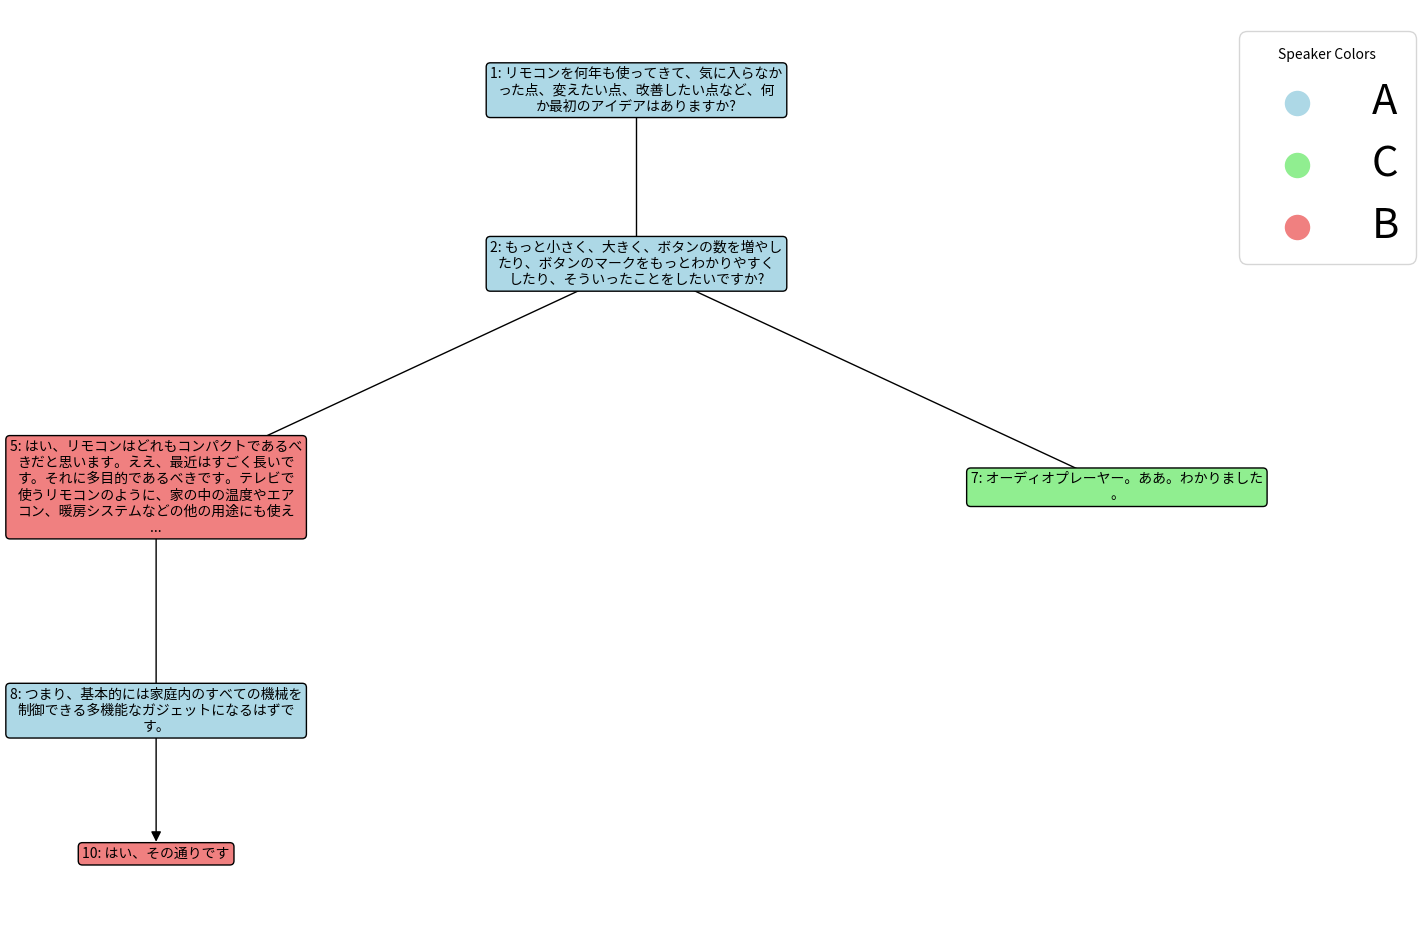 1: リモコンを何年も使ってきて、気に入らなか
った点、変えたい点、改善したい点など、何
か最初のアイデアはありますか?
Speaker Colors
A
C
B
2: もっと小さく、大きく、ボタンの数を増やし
たり、ボタンのマークをもっとわかりやすく
したり、そういったことをしたいですか?
5: はい、リモコンはどれもコンパクトであるべ
きだと思います。ええ、最近はすごく長いで
す。それに多目的であるべきです。テレビで
使うリモコンのように、家の中の温度やエア
コン、暖房システムなどの他の用途にも使え
...
7: オーディオプレーヤー。ああ。わかりました
。
8: つまり、基本的には家庭内のすべての機械を
制御できる多機能なガジェットになるはずで
す。
10: はい、その通りです